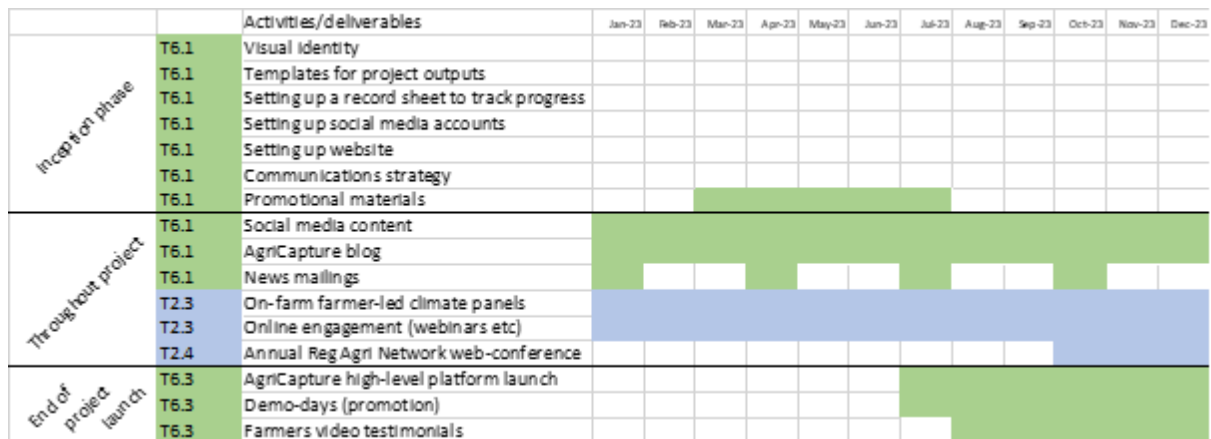 Activities/deliverables Jan-23 Feb-23 Mar-23 Apr-23 May-23 Jun-23 Jul-23 Aug-23 Sep-23 Oct-23 Nov-23 Dec-23
Inception phase
T6.1 Visual identity
T6.1 Templates for project outputs
T6.1 Setting up a record sheet to track progress
T6.1 Setting up social media accounts
T6.1 Setting up website
T6.1 Communications strategy
T6.1 Promotional materials
Throughout project
T6.1 Social media content
T6.1 AgriCapture blog
T6.1 News mailings
T2.3 On-farm farmer-led climate panels
T2.3 Online engagement (webinars etc)
T2.4 Annual Reg Agri Network web-conference
End of
project
launch
T6.3 AgriCapture high-level platform launch
T6.3 Demo-days (promotion)
T6.3 Farmers video testimonials